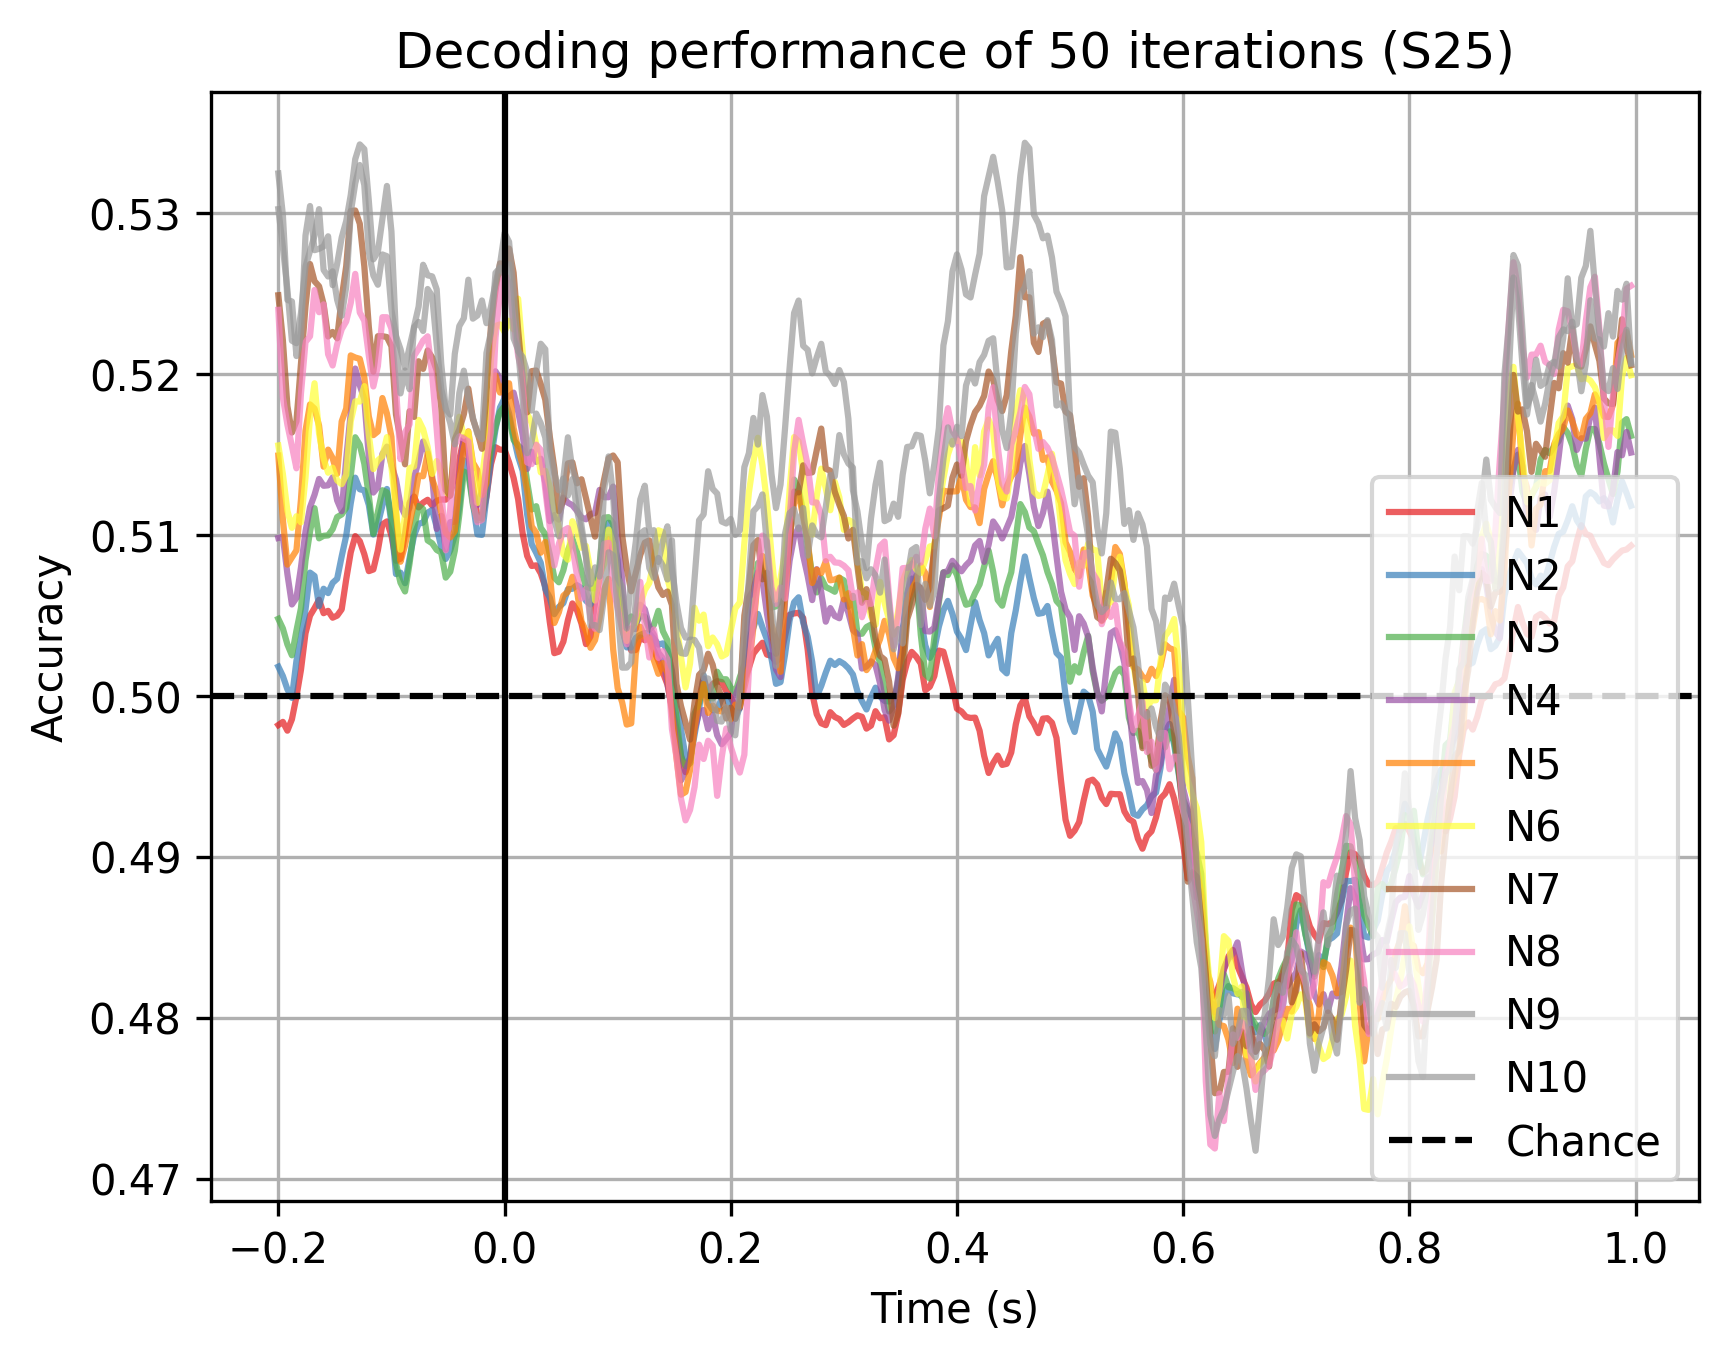 Decoding performance of 50 iterations (S25)
Accuracy
0.53
0.52
0.51
0.50
0.49
0.48
0.47
−0.2 0.0 0.2 0.4 0.6 0.8 1.0
Time (s)
N1
N2
N3
N4
N5
N6
N7
N8
N9
N10
Chance